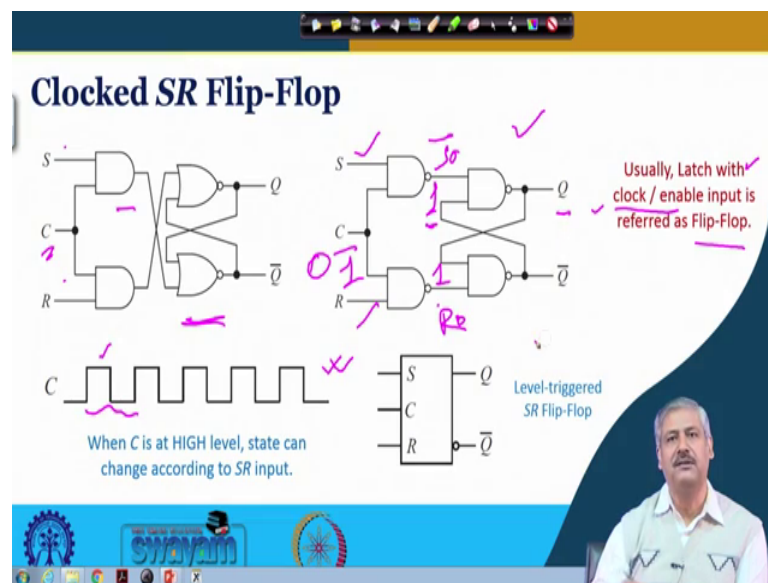 Clocked SR Flip-Flop
S
C
R
Q
Q̅
S
C
R
Q
Q̅
1
1
0 1
Usually, Latch with
clock / enable input is
referred as Flip-Flop.
C
When C is at HIGH level, state can
change according to SR input.
S Q
C
R Q̅
Level-triggered
SR Flip-Flop
swayam